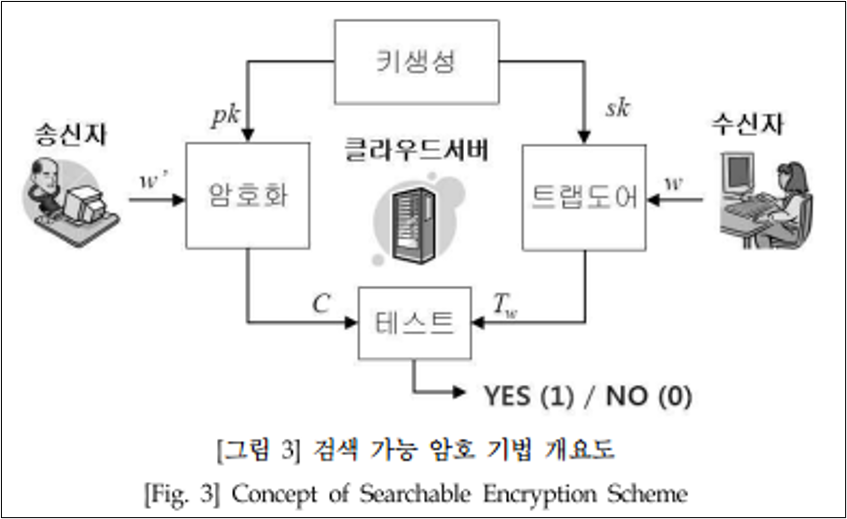 키생성
pk
sk
송신자
수신자
클라우드서버
w'
암호화
트랩도어
w
C
테스트
Tw
YES (1) / NO (0)
[그림 3] 검색 가능 암호 기법 개요도
[Fig. 3] Concept of Searchable Encryption Scheme